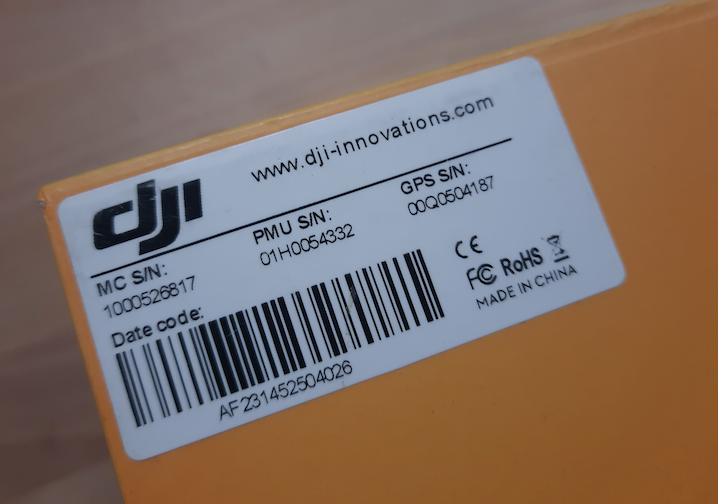 dji
www.dji-innovations.com
MC S/N:
1000526817
PMU S/N:
01H0054332
GPS S/N:
00Q0504187
Date code:
AF231452504026
CE
FC RoHS
MADE IN CHINA